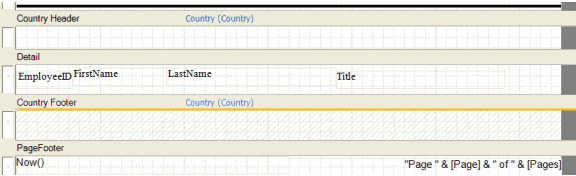 Country Header Country (Country)
Detail
EmployeeID FirstName LastName Title
Country Footer Country (Country)
PageFooter
Now() "Page " & [Page] & " of " & [Pages]